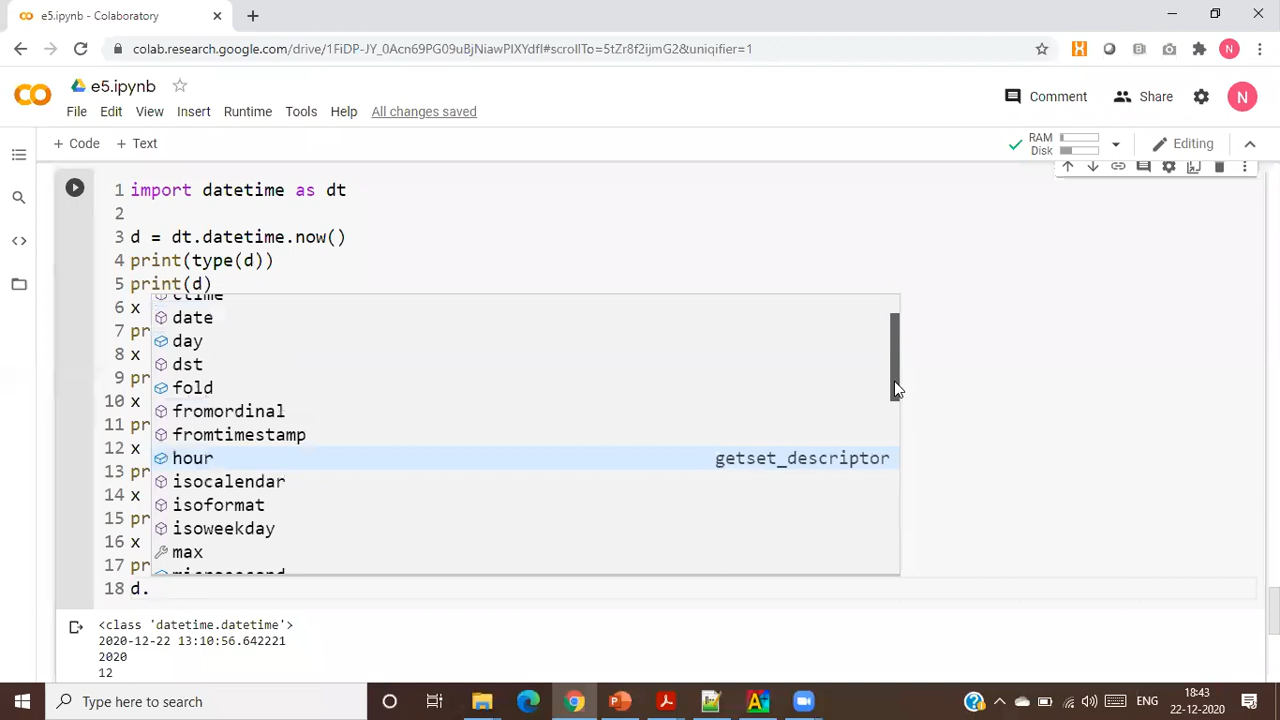 e5.ipynb - Colaboratory
colab.research.google.com/drive/1FiDP-JY_0Acn69PG09uBjNiawPlXYdfl#scrollTo=5tZr8f2ijmG2&uniqifier=1
N
e5.ipynb
Comment
Share
N
File Edit View Insert Runtime Tools Help All changes saved
+ Code + Text
RAM
Disk
Editing
1 import datetime as dt
2
3 d = dt.datetime.now()
4 print(type(d))
5 print(d)
ctime
6 x
date
7 pr
day
8 x
dst
9 pr
fold
10 x
fromordinal
11 pr
fromtimestamp
12 x
hour getset_descriptor
13 pr
isocalendar
14 x
isoformat
15 pr
isoweekday
16 x
max
17 pr
microsecond
18 d.
<class 'datetime.datetime'>
2020-12-22 13:10:56.642221
2020
12
Type here to search
ENG
18:43
22-12-2020